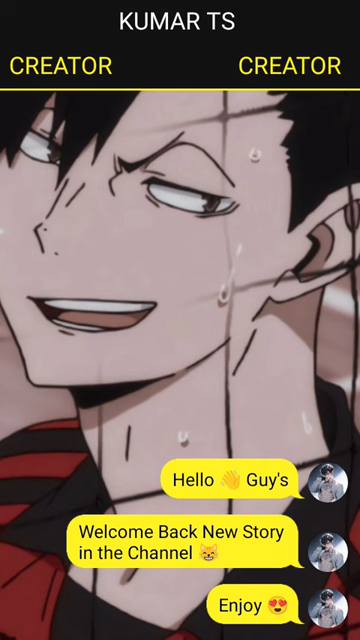 KUMAR TS
CREATOR CREATOR
Hello 👋 Guy's
Welcome Back New Story
in the Channel 😸
Enjoy 😍